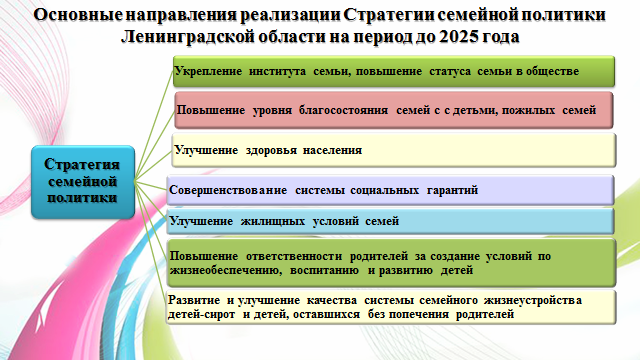 Основные направления реализации Стратегии семейной политики
Ленинградской области на период до 2025 года
Стратегия
семейной
политики
Укрепление института семьи, повышение статуса семьи в обществе
Повышение уровня благосостояния семей с с детьми, пожилых семей
Улучшение здоровья населения
Совершенствование системы социальных гарантий
Улучшение жилищных условий семей
Повышение ответственности родителей за создание условий по
жизнеобеспечению, воспитанию и развитию детей
Развитие и улучшение качества системы семейного жизнеустройства
детей-сирот и детей, оставшихся без попечения родителей